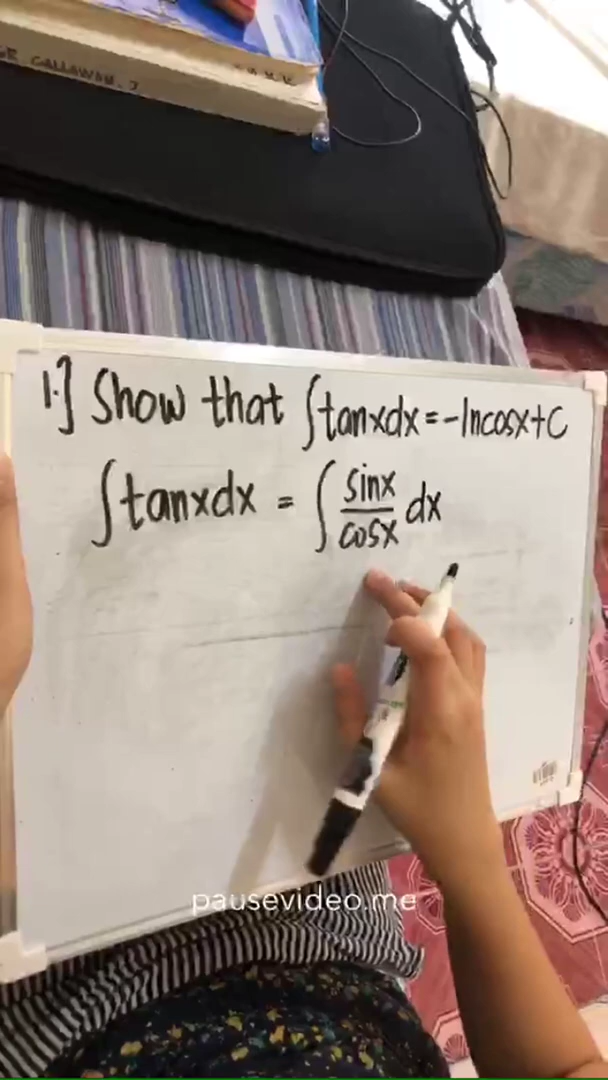 1.] Show that ∫tanxdx=-lncosx+C
∫tanxdx = ∫ sinx/cosx dx
pausevideo.me